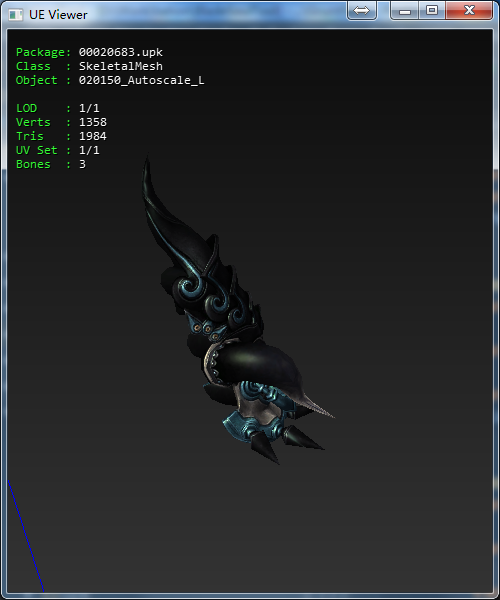 UE Viewer
Package: 00020683.upk
Class  : SkeletalMesh
Object : 020150_Autoscale_L
LOD    : 1/1
Verts  : 1358
Tris   : 1984
UV Set : 1/1
Bones  : 3